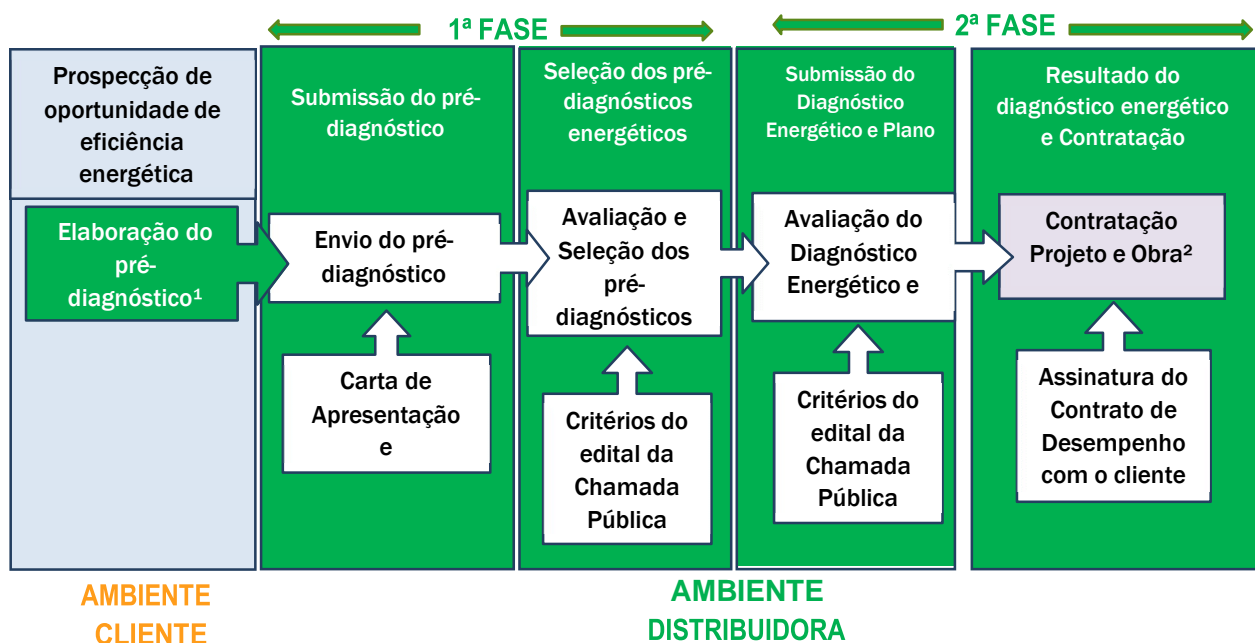 1ª FASE
2ª FASE
Prospecção de
oportunidade de
eficiência
energética
Elaboração do
pré-
diagnóstico¹
Submissão do pré-
diagnóstico
Envio do pré-
diagnóstico
Carta de
Apresentação
e
Seleção dos pré-
diagnósticos
energéticos
Avaliação e
Seleção dos
pré-
diagnósticos
Critérios do
edital da
Chamada
Pública
Submissão do
Diagnóstico
Energético e Plano
Avaliação do
Diagnóstico
Energético e
Critérios do
edital da
Chamada
Pública
Resultado do
diagnóstico energético
e Contratação
Contratação
Projeto e Obra²
Assinatura do
Contrato de
Desempenho
com o cliente
AMBIENTE
CLIENTE
AMBIENTE
DISTRIBUIDORA